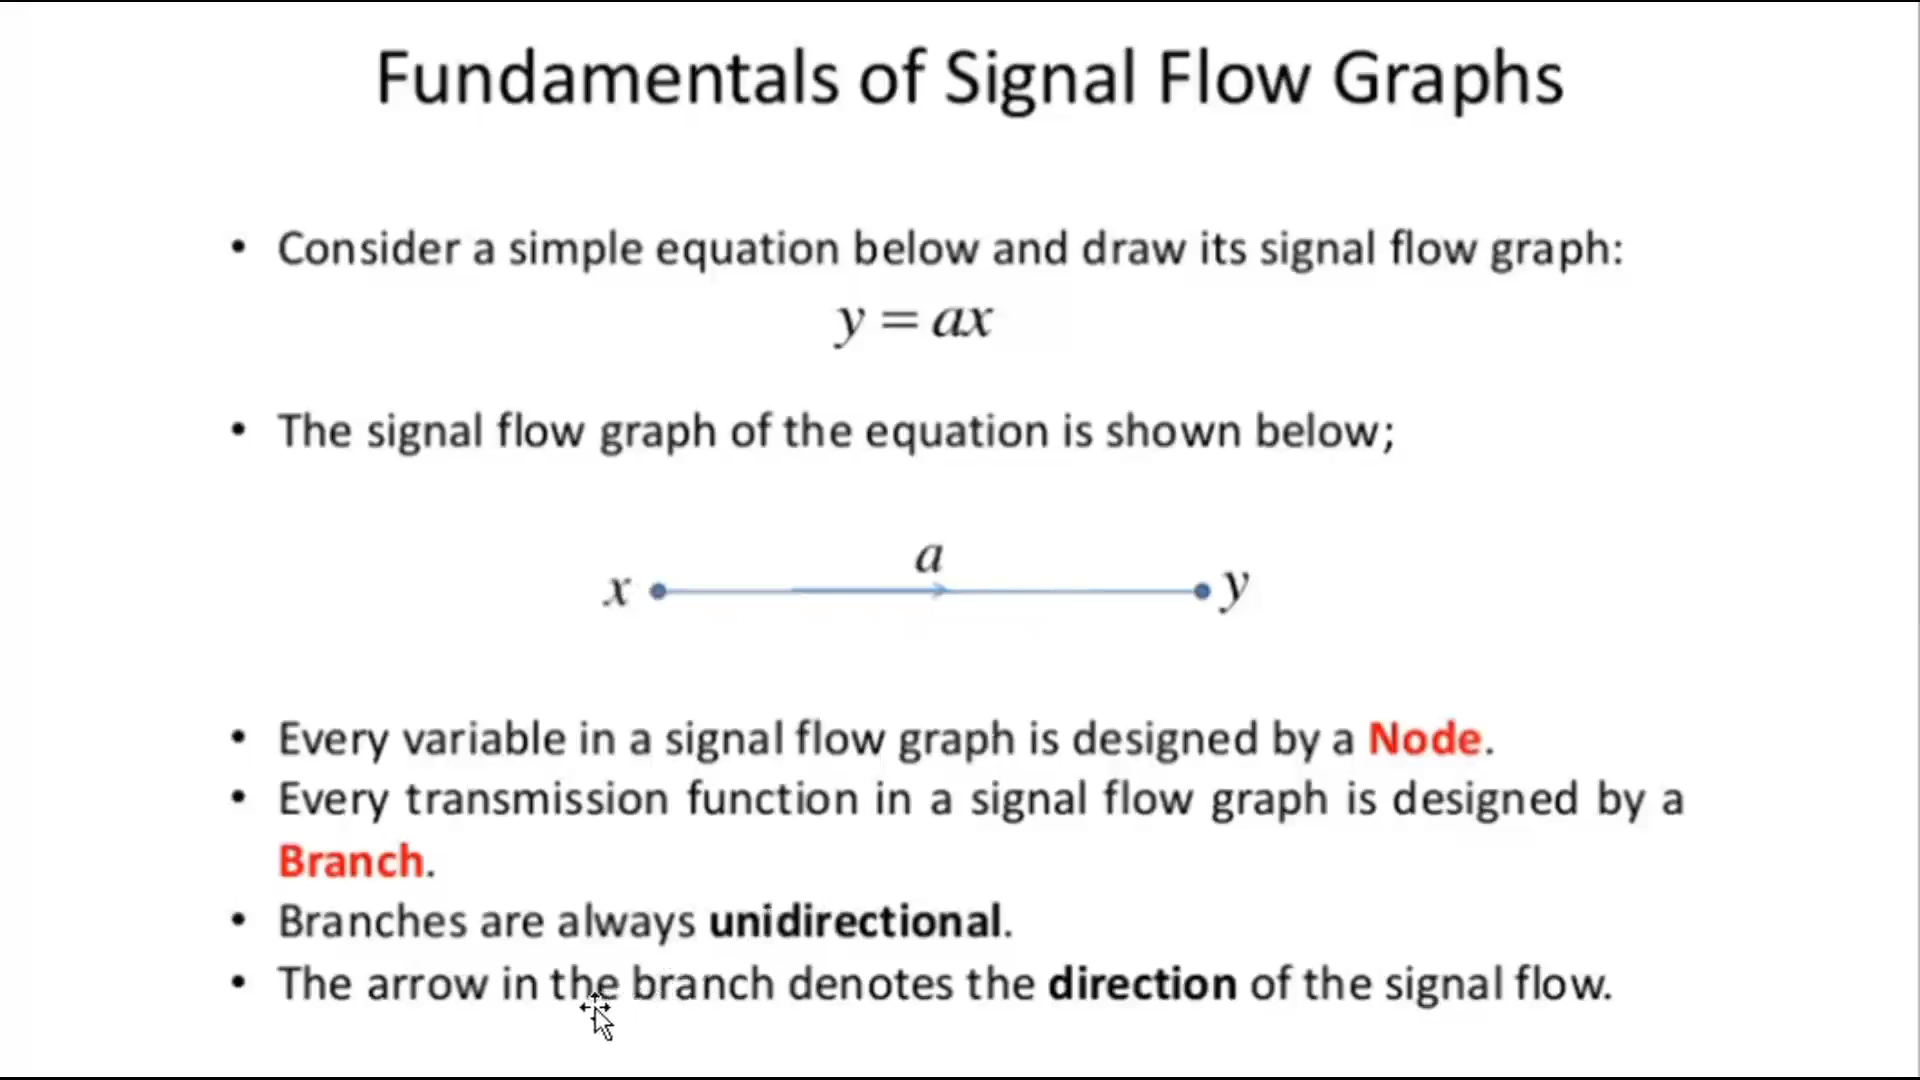 Fundamentals of Signal Flow Graphs
• Consider a simple equation below and draw its signal flow graph:
y = ax
• The signal flow graph of the equation is shown below;
a
x y
• Every variable in a signal flow graph is designed by a Node.
• Every transmission function in a signal flow graph is designed by a
Branch.
• Branches are always unidirectional.
• The arrow in the branch denotes the direction of the signal flow.